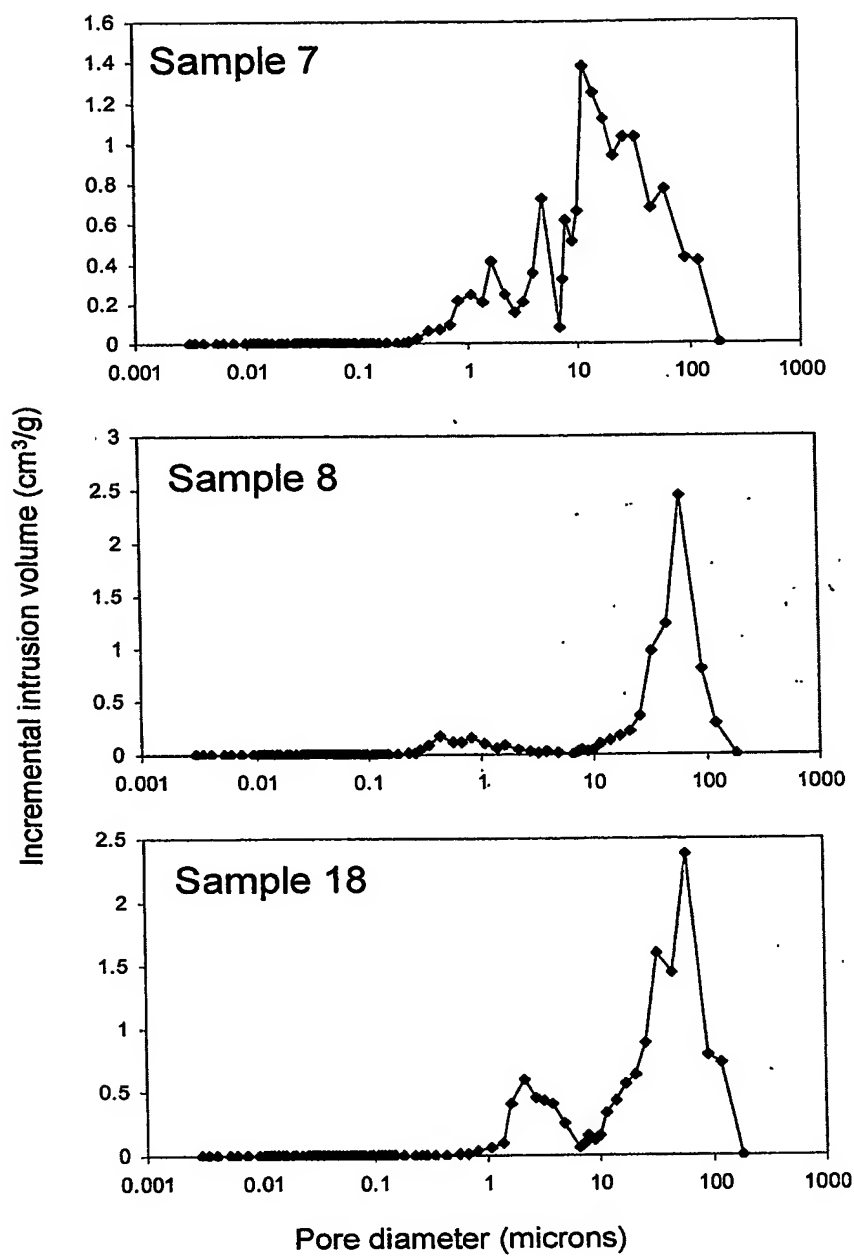 Incremental intrusion volume (cm³/g)
Sample 7
1.6
1.4
1.2
1
0.8
0.6
0.4
0.2
0
0.001 0.01 0.1 1 10 100 1000
Sample 8
3
2.5
2
1.5
1
0.5
0
0.001 0.01 0.1 1 10 100 1000
Sample 18
2.5
2
1.5
1
0.5
0
0.001 0.01 0.1 1 10 100 1000
Pore diameter (microns)